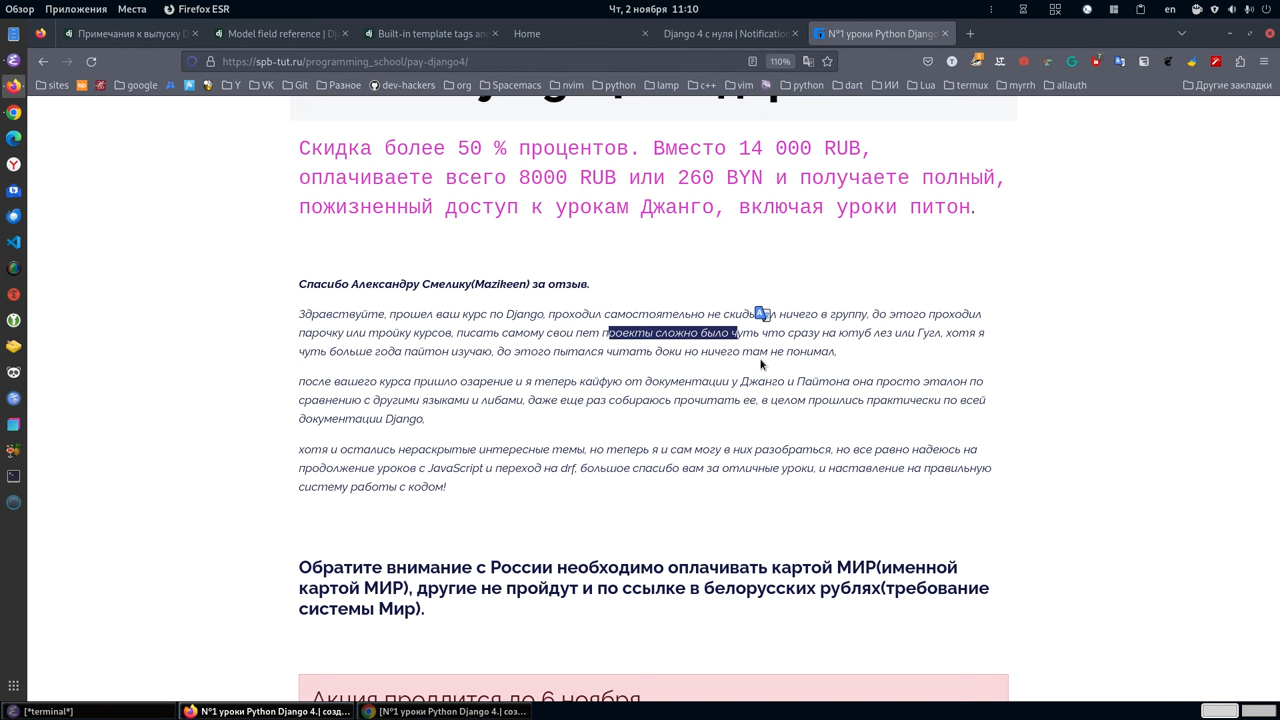 Обзор Приложения Места Firefox ESR Чт, 2 ноября 11:10 en
Примечания к выпуску D Model field reference | D Built-in template tags an Home Django 4 с нуля | Notification №1 уроки Python Django
https://spb-tut.ru/programming_school/pay-django4/ 110%
sites google Y VK Git Разное dev-hackers org Spacemacs nvim python lamp c++ vim python dart ИИ Lua termux myrrh allauth Другие закладки
Скидка более 50 % процентов. Вместо 14 000 RUB,
оплачиваете всего 8000 RUB или 260 BYN и получаете полный,
пожизненный доступ к урокам Джанго, включая уроки питон.
Спасибо Александру Смелику(Mazikeen) за отзыв.
Здравствуйте, прошел ваш курс по Django, проходил самостоятельно не скиды л ничего в группу, до этого проходил
парочку или тройку курсов, писать самому свои пет проекты сложно было чуть что сразу на ютуб лез или Гугл, хотя я
чуть больше года пайтон изучаю, до этого пытался читать доки но ничего там не понимал,
после вашего курса пришло озарение и я теперь кайфую от документации у Джанго и Пайтона она просто эталон по
сравнению с другими языками и либами, даже еще раз собираюсь прочитать ее, в целом прошлись практически по всей
документации Django,
хотя и остались нераскрытые интересные темы, но теперь я и сам могу в них разобраться, но все равно надеюсь на
продолжение уроков с JavaScript и переход на drf, большое спасибо вам за отличные уроки, и наставление на правильную
систему работы с кодом!
Обратите внимание с России необходимо оплачивать картой МИР(именной
картой МИР), другие не пройдут и по ссылке в белорусских рублях(требование
системы Мир).
Акция продлится до 6 ноября
[*terminal*] №1 уроки Python Django 4.| созд... [№1 уроки Python Django 4.| соз...